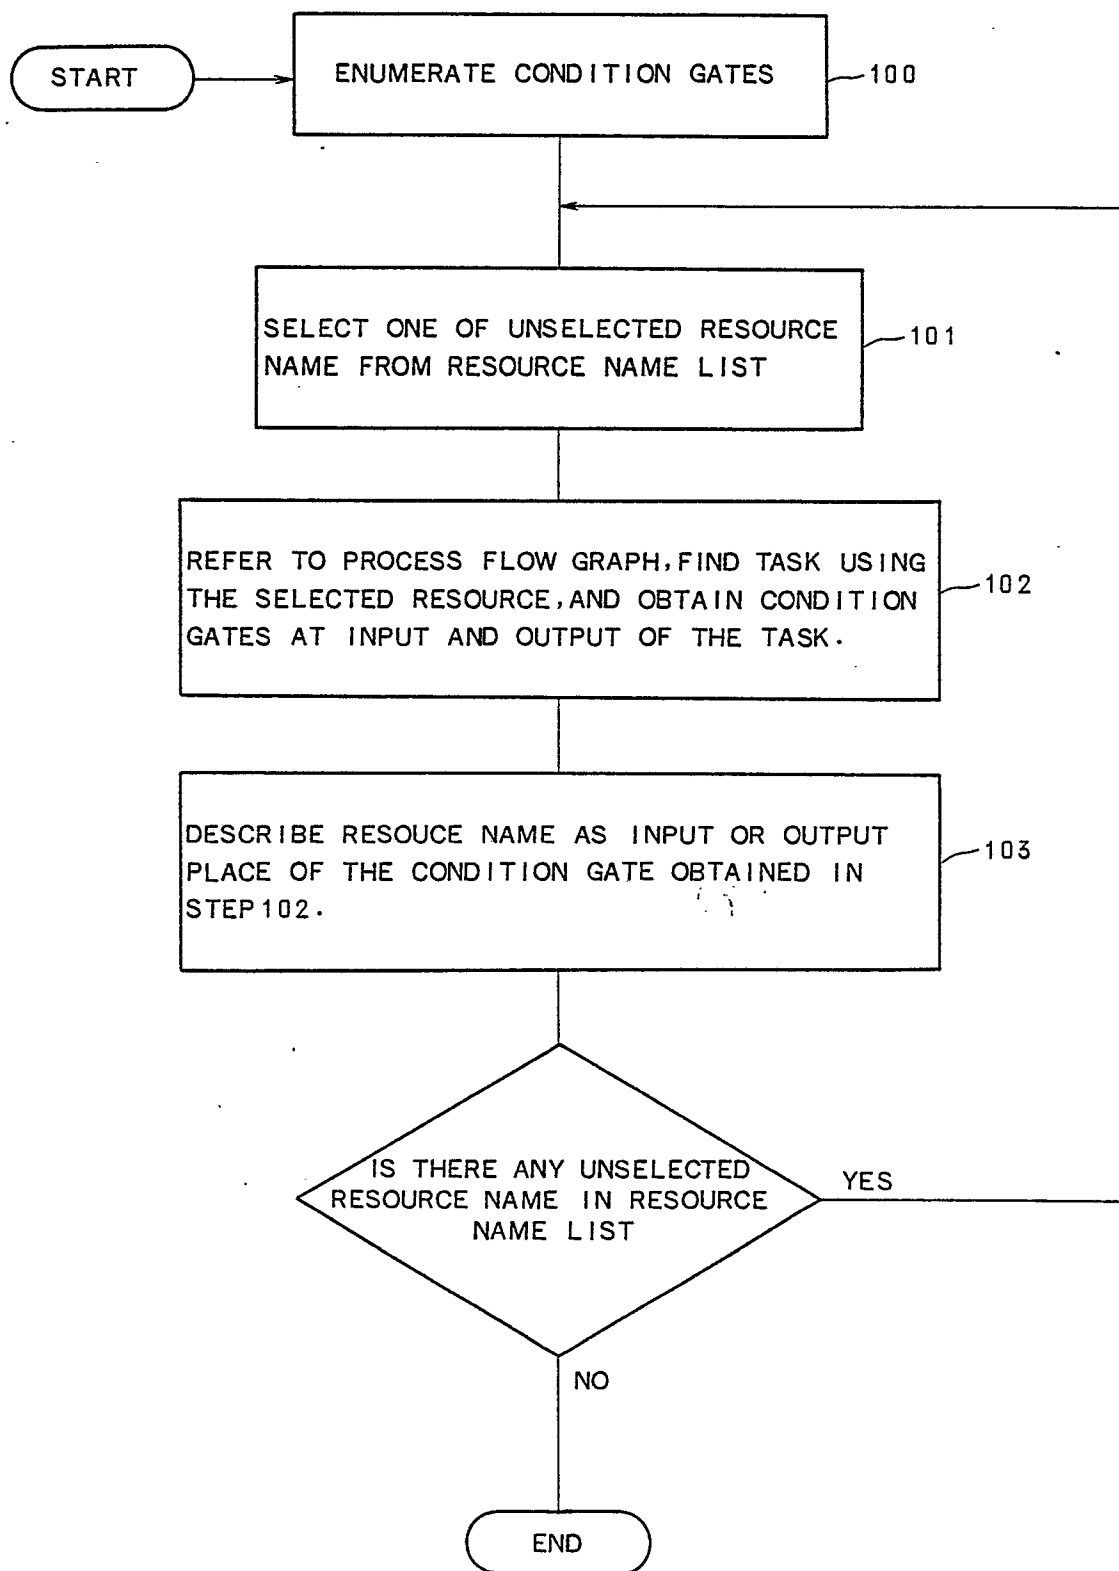 START
ENUMERATE CONDITION GATES
100
SELECT ONE OF UNSELECTED RESOURCE
NAME FROM RESOURCE NAME LIST
101
REFER TO PROCESS FLOW GRAPH, FIND TASK USING
THE SELECTED RESOURCE, AND OBTAIN CONDITION
GATES AT INPUT AND OUTPUT OF THE TASK.
102
DESCRIBE RESOUCE NAME AS INPUT OR OUTPUT
PLACE OF THE CONDITION GATE OBTAINED IN
STEP 102.
103
IS THERE ANY UNSELECTED
RESOURCE NAME IN RESOURCE
NAME LIST
YES
NO
END